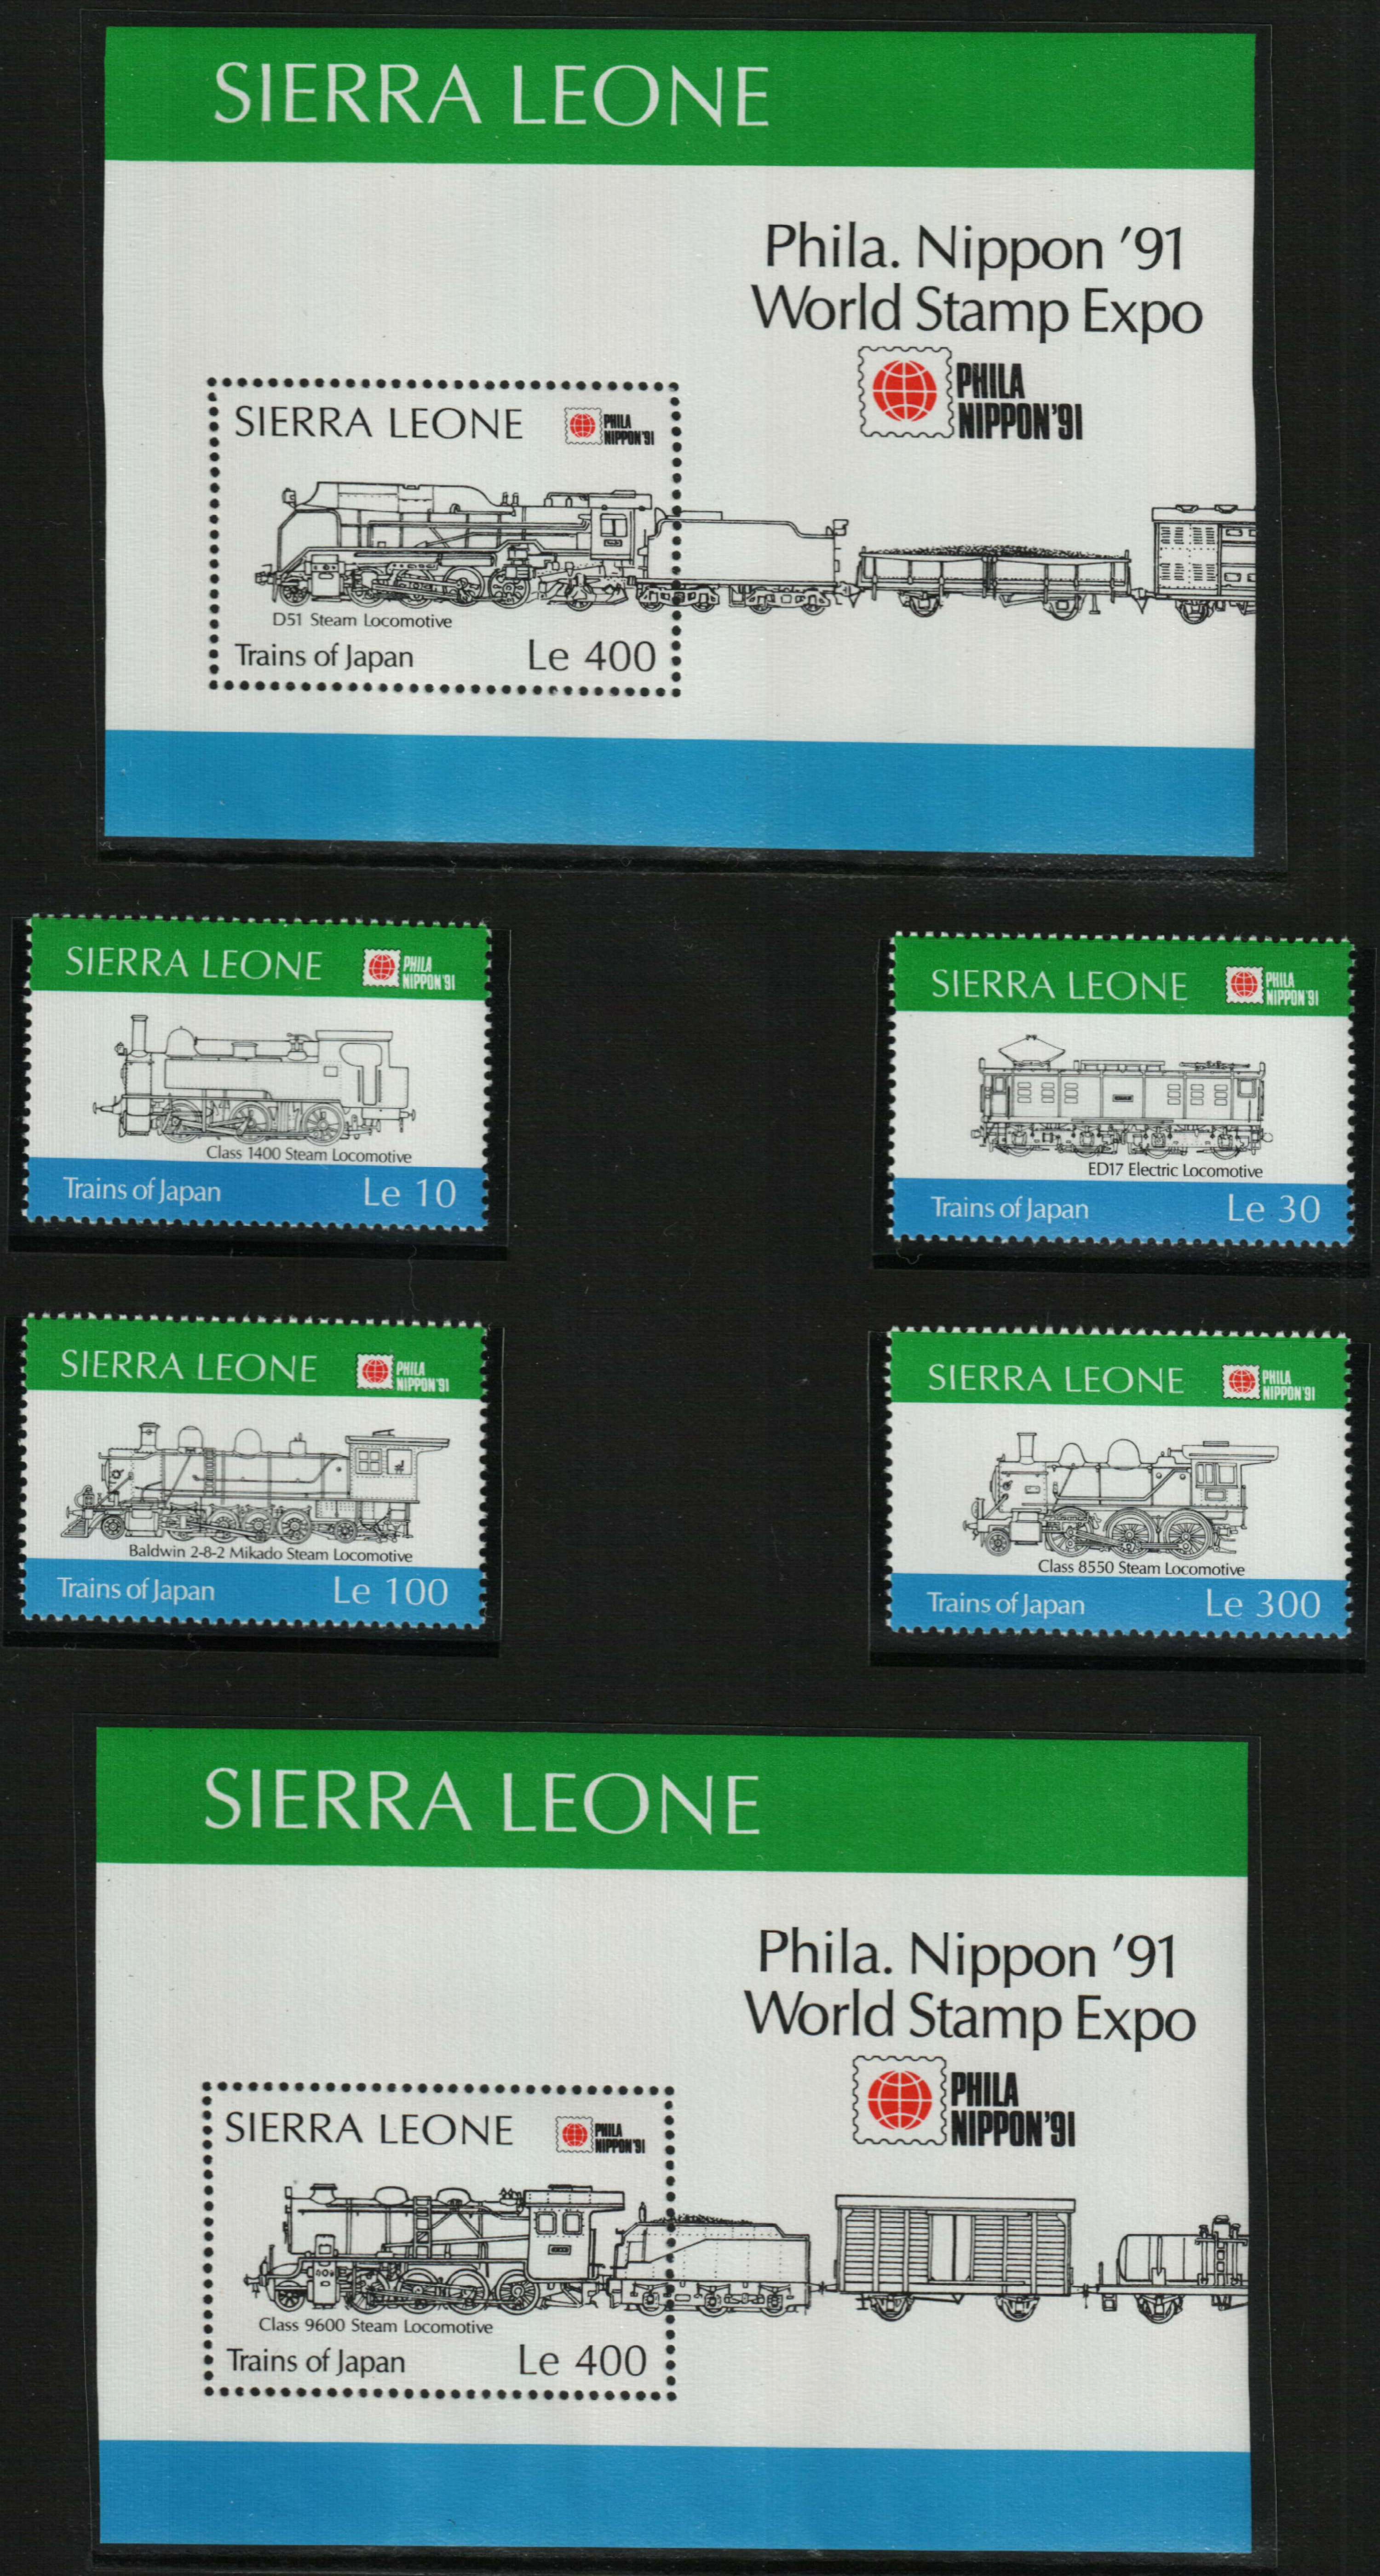 SIERRA LEONE
Phila. Nippon '91
World Stamp Expo
PHILA
NIPPON'91
SIERRA LEONE
PHILA
NIPPON'91
D51 Steam Locomotive
Trains of Japan Le 400
SIERRA LEONE
PHILA
NIPPON'91
Class 1400 Steam Locomotive
Trains of Japan Le 10
SIERRA LEONE
PHILA
NIPPON'91
ED17 Electric Locomotive
Trains of Japan Le 30
SIERRA LEONE
PHILA
NIPPON'91
Baldwin 2-8-2 Mikado Steam Locomotive
Trains of Japan Le 100
SIERRA LEONE
PHILA
NIPPON'91
Class 8550 Steam Locomotive
Trains of Japan Le 300
SIERRA LEONE
Phila. Nippon '91
World Stamp Expo
PHILA
NIPPON'91
SIERRA LEONE
PHILA
NIPPON'91
Class 9600 Steam Locomotive
Trains of Japan Le 400